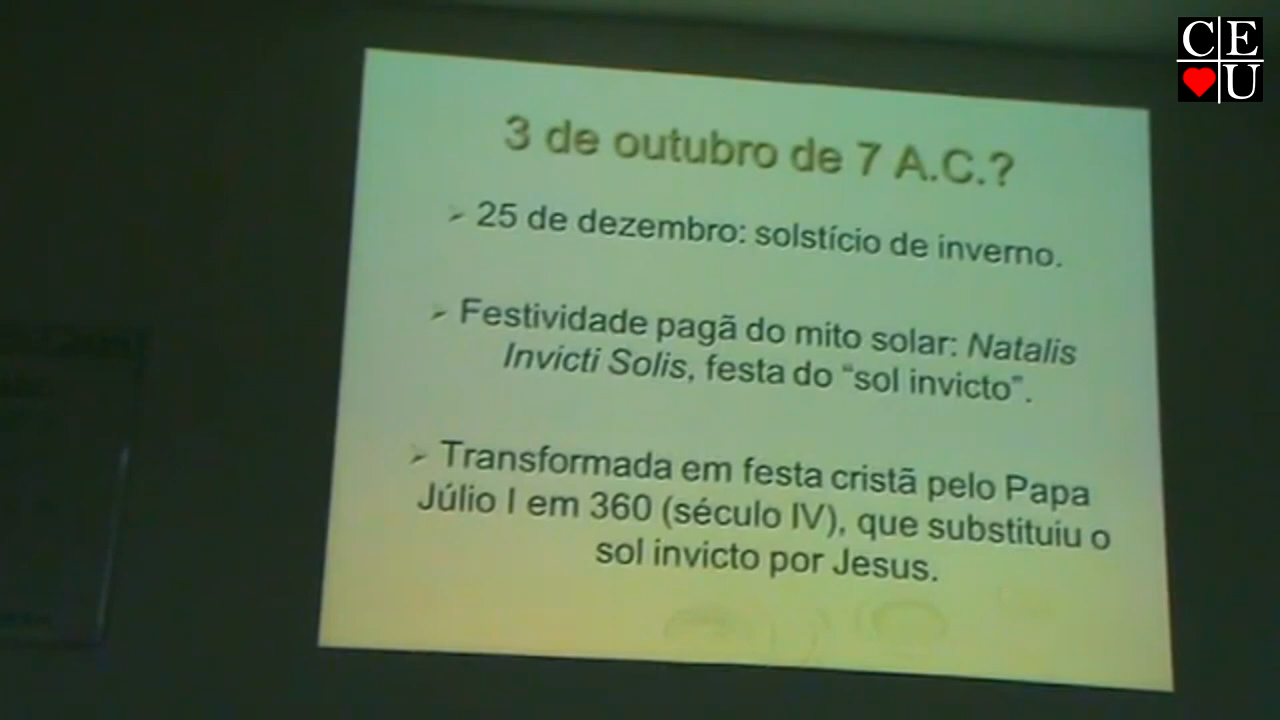 CE
U
3 de outubro de 7 A.C.?
25 de dezembro: solstício de inverno.
Festividade pagã do mito solar: Natalis
Invicti Solis, festa do “sol invicto”.
Transformada em festa cristã pelo Papa
Júlio I em 360 (século IV), que substituiu o
sol invicto por Jesus.